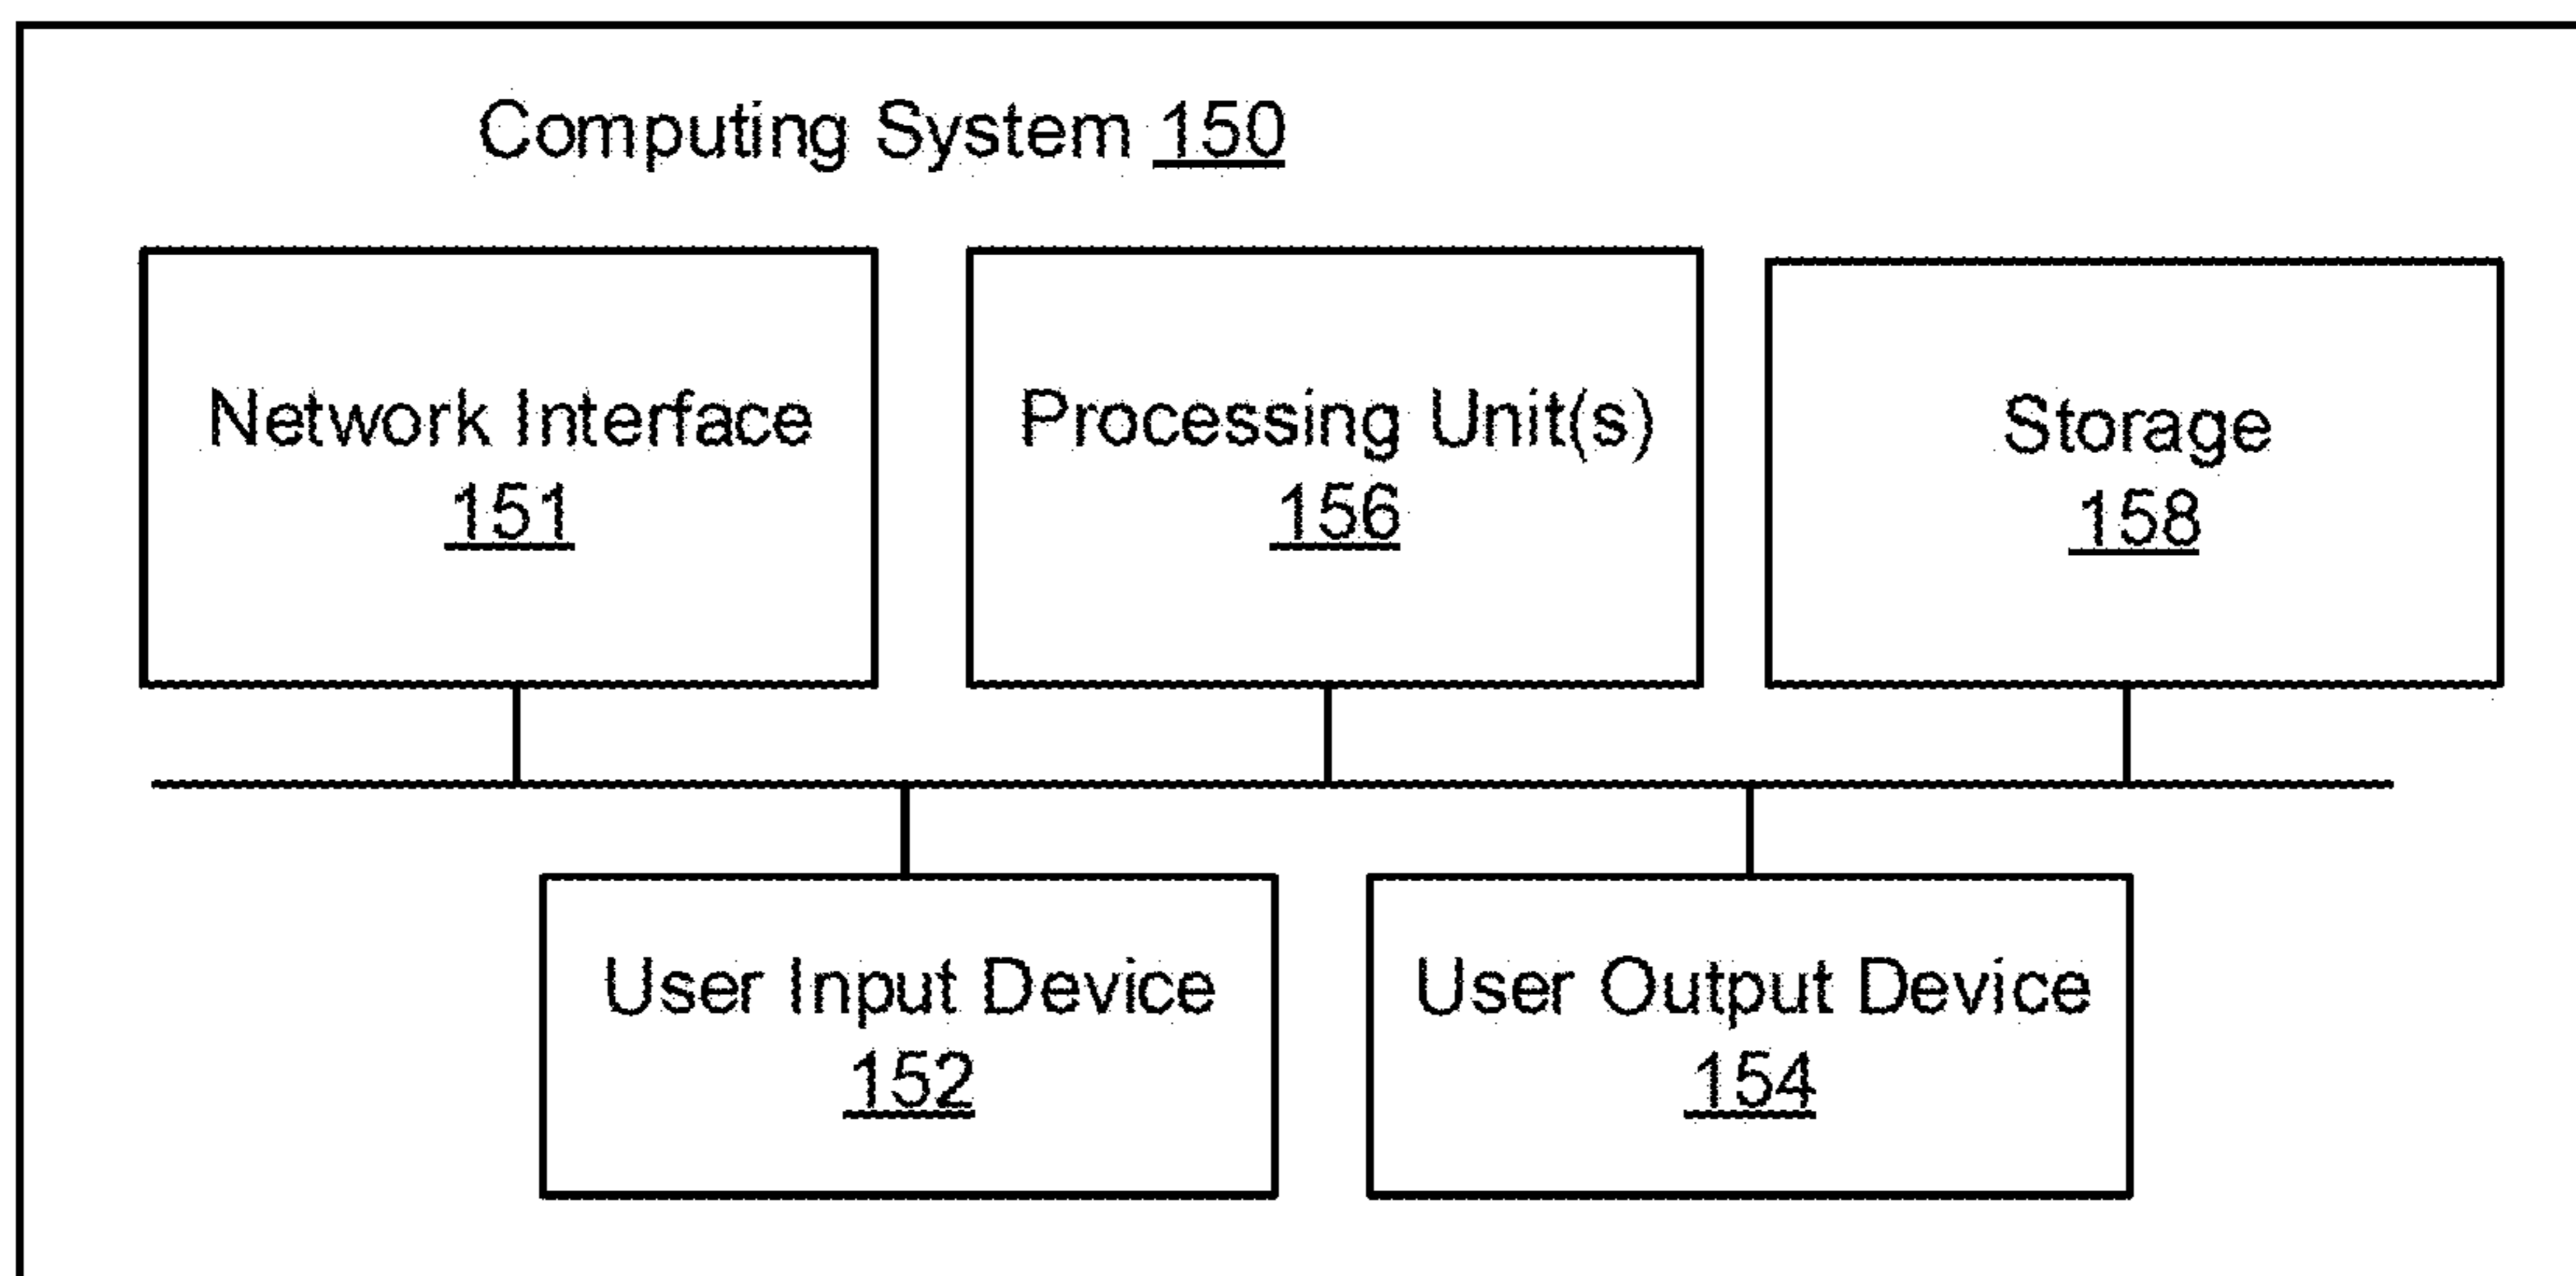 Computing System 150
Network Interface
151
Processing Unit(s)
156
Storage
158
User Input Device
152
User Output Device
154